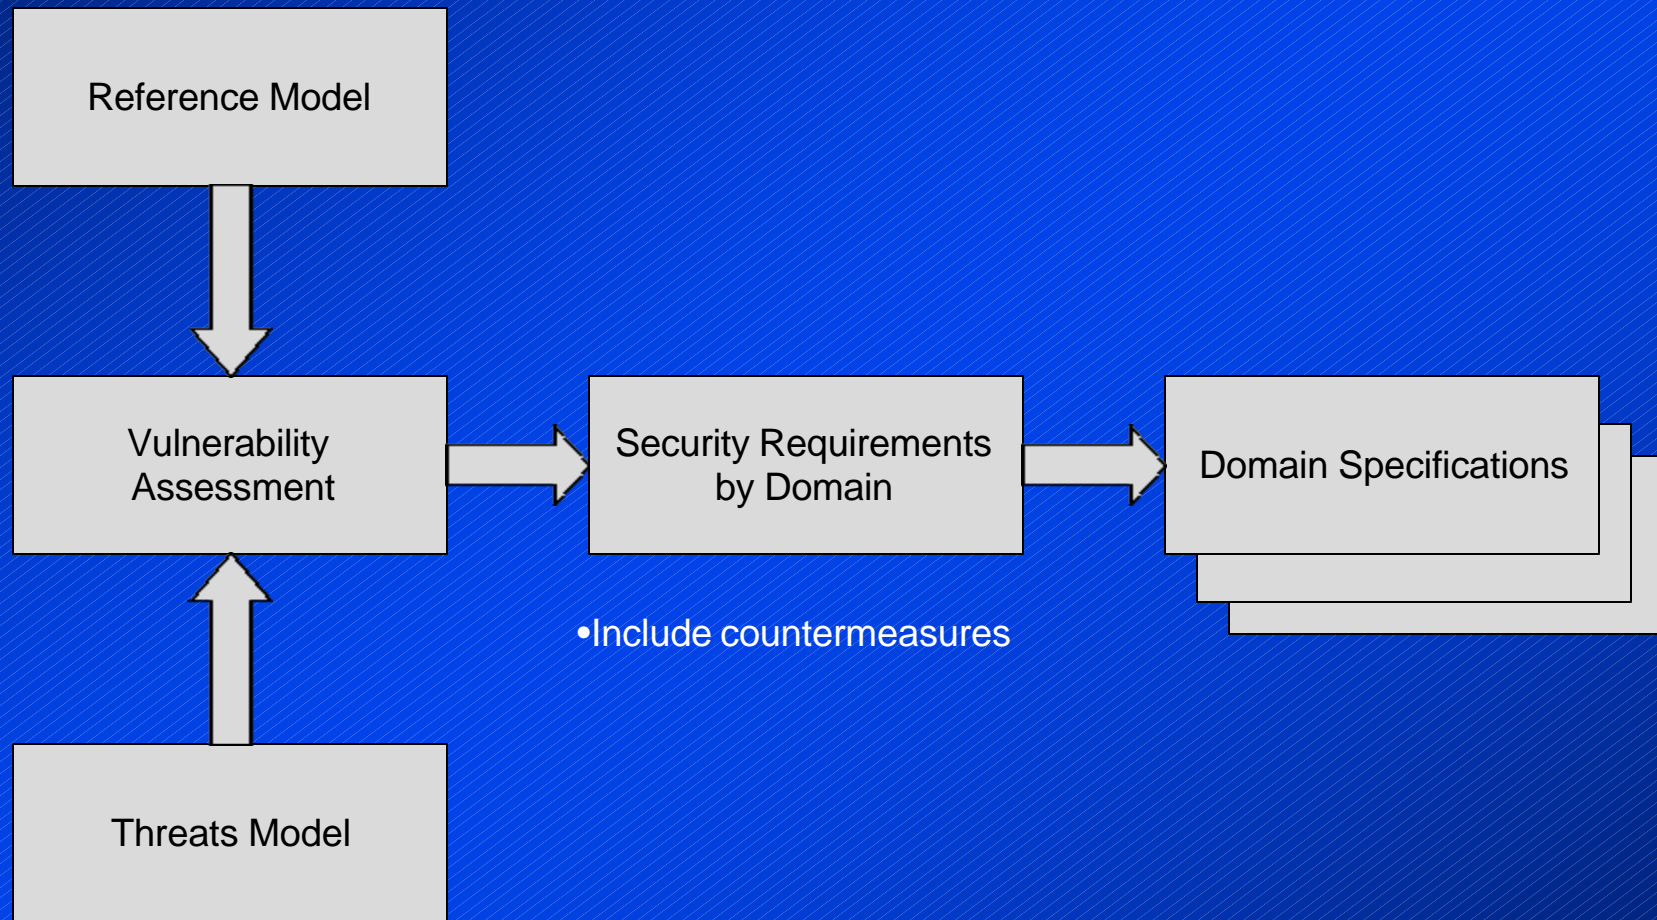 Reference Model
Vulnerability
Assessment
Security Requirements
by Domain
Domain Specifications
•Include countermeasures
Threats Model